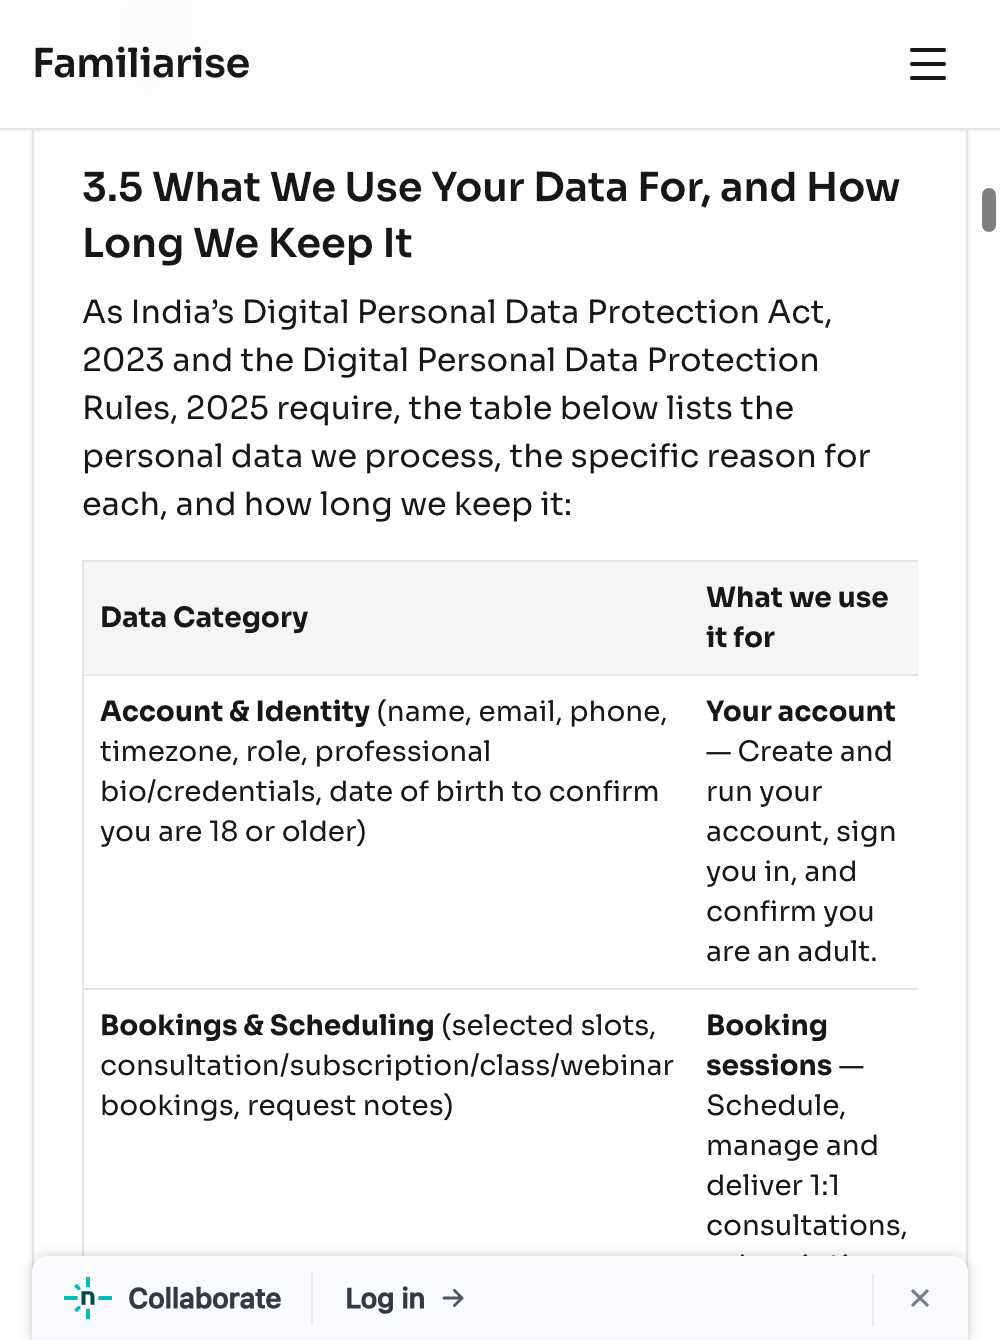 Familiarise
3.5 What We Use Your Data For, and How
Long We Keep It
As India’s Digital Personal Data Protection Act,
2023 and the Digital Personal Data Protection
Rules, 2025 require, the table below lists the
personal data we process, the specific reason for
each, and how long we keep it:
Data Category
What we use
it for
Account & Identity (name, email, phone,
timezone, role, professional
bio/credentials, date of birth to confirm
you are 18 or older)
Your account
— Create and
run your
account, sign
you in, and
confirm you
are an adult.
Bookings & Scheduling (selected slots,
consultation/subscription/class/webinar
bookings, request notes)
Booking
sessions —
Schedule,
manage and
deliver 1:1
consultations,
Collaborate
Log in →